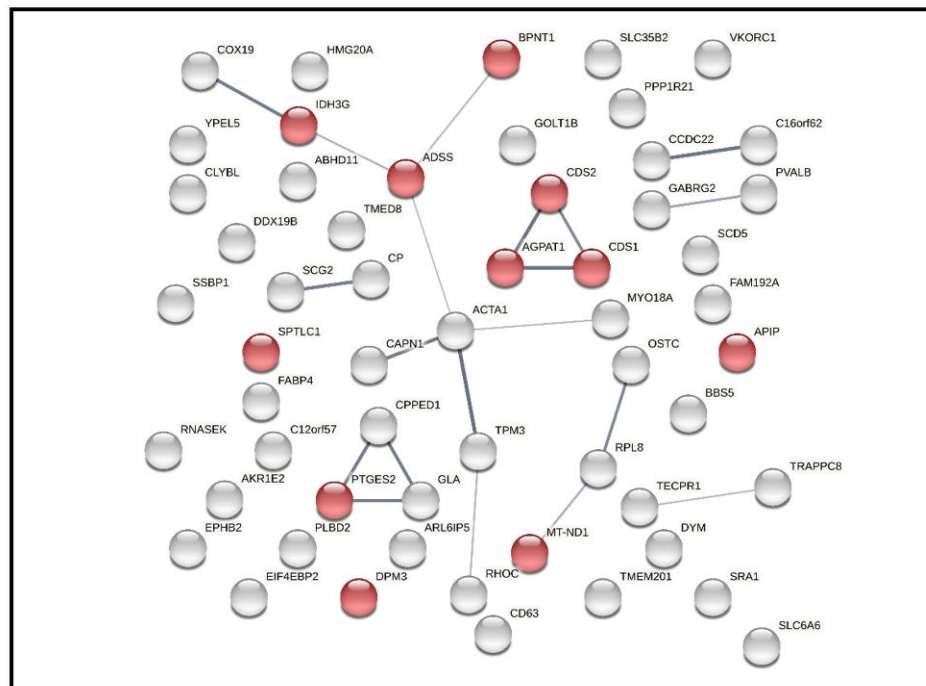 BPNT1
SLC35B2
VKORC1
COX19
HMG20A
PPP1R21
IDH3G
YPEL5
GOLT1B
CCDC22
C16orf62
ABHD11
ADSS
CLYBL
CDS2
GABRG2
PVALB
TMED8
DDX19B
AGPAT1
CDS1
SCD5
SCG2
CP
SSBP1
FAM192A
MYO18A
ACTA1
SPTLC1
CAPN1
OSTC
APIP
FABP4
BBS5
CPPED1
RNASEK
C12orf57
TPM3
RPL8
AKR1E2
PTGES2
GLA
TECPR1
TRAPPC8
EPHB2
PLBD2
ARL6IP5
MT-ND1
DYM
EIF4EBP2
DPM3
RHOC
TMEM201
SRA1
CD63
SLC6A6